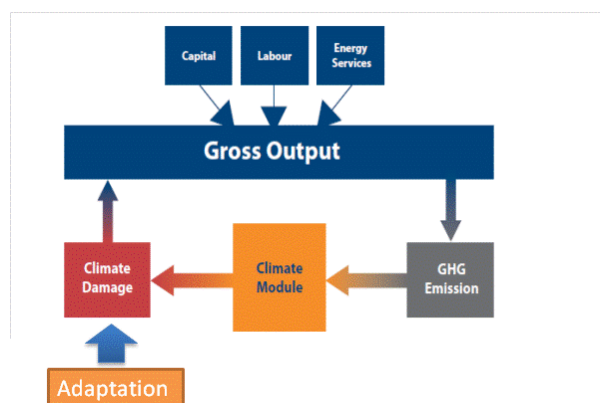 Capital
Labour
Energy
Services
Gross Output
Climate
Damage
Climate
Module
GHG
Emission
Adaptation